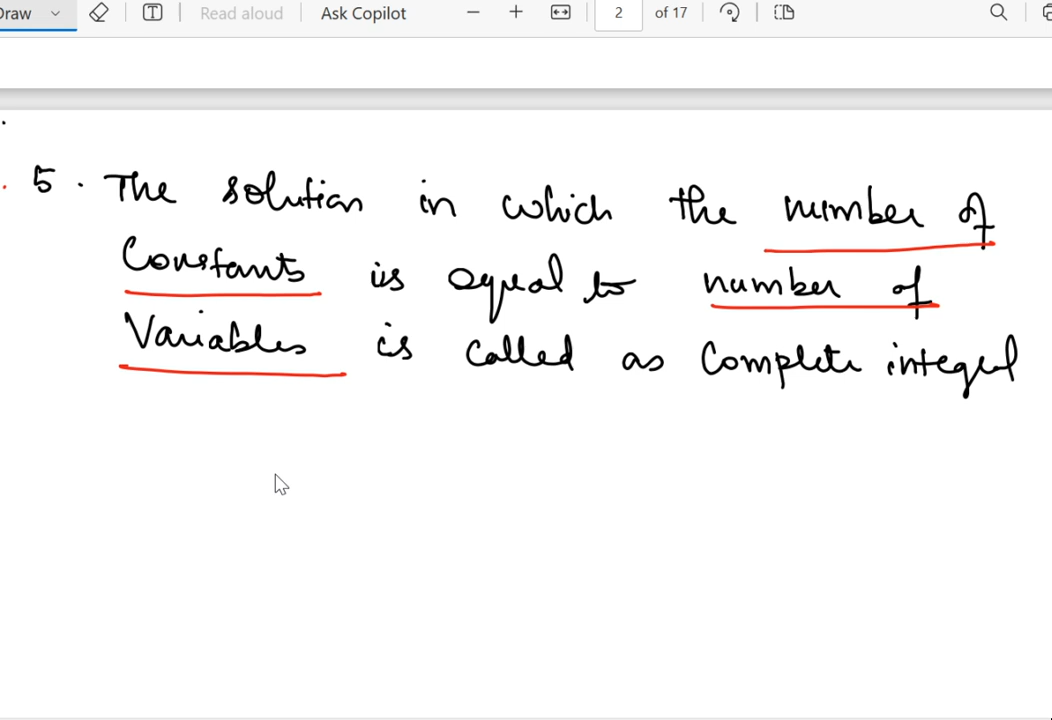 Draw
Read aloud
Ask Copilot
2
of 17
5. The solution in which the number of
Constants is equal to number of
Variables is called as Complete integral